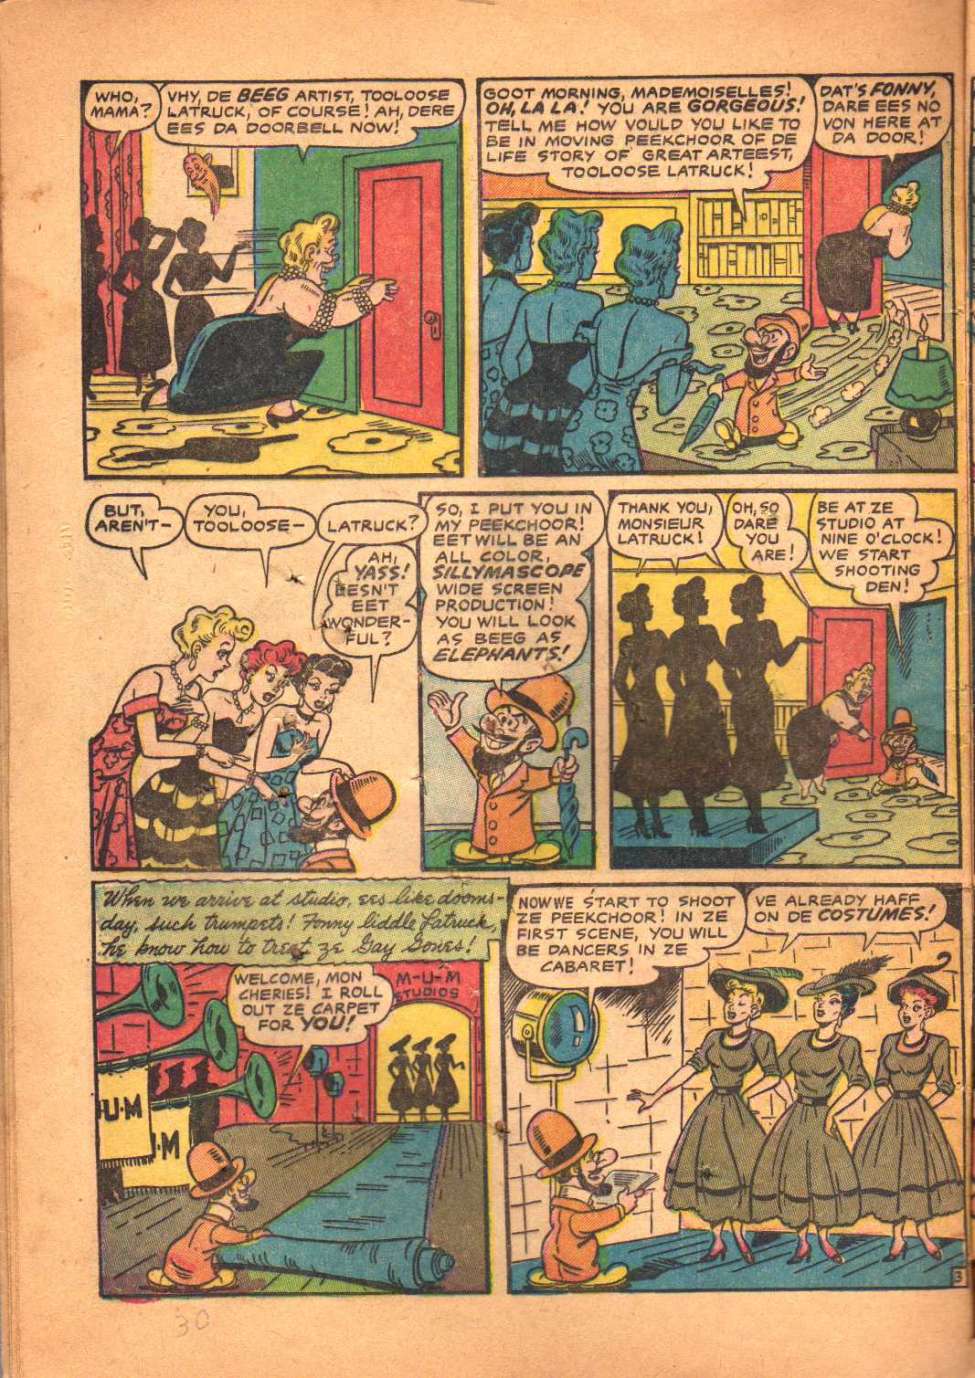 WHO,
MAMA?
VHY, DE BEEG ARTIST, TOOLOOSE
LATRUCK, OF COURSE! AH, DERE
EES DA DOORBELL NOW!
GOOT MORNING, MADEMOISELLES!
OH, LA LA! YOU ARE GORGEOUS!
TELL ME HOW VOULD YOU LIKE TO
BE IN MOVING PEEKCHOOR OF DE
LIFE STORY OF GREAT ARTEEST,
TOOLOOSE LATRUCK!
DAT'S FONNY,
DARE EES NO
VON HERE AT
DA DOOR!
BUT,
AREN'T-
YOU,
TOOLOOSE-
LATRUCK?
AH,
YASS!
EESN'T
EET
WONDER-
FUL?
SO, I PUT YOU IN
MY PEEKCHOOR!
EET WILL BE AN
ALL COLOR,
SILLYMASCOPE
WIDE SCREEN
PRODUCTION!
YOU WILL LOOK
AS BEEG AS
ELEPHANTS!
THANK YOU,
MONSIEUR
LATRUCK!
OH, SO
DARE
YOU
ARE!
BE AT ZE
STUDIO AT
NINE O'CLOCK!
WE START
SHOOTING
DEN!
When we arrive at studio, ees like dooms-
day, such trumpets! Fonny liddle Latruck,
he know how to treat ze Gay Gones!
WELCOME, MON
CHERIES! I ROLL
OUT ZE CARPET
FOR YOU!
M-U-M
STUDIOS
U·M
·M
·M
NOW WE START TO SHOOT
ZE PEEKCHOOR! IN ZE
FIRST SCENE, YOU WILL
BE DANCERS IN ZE
CABARET!
VE ALREADY HAFF
ON DE COSTUMES!
3
30